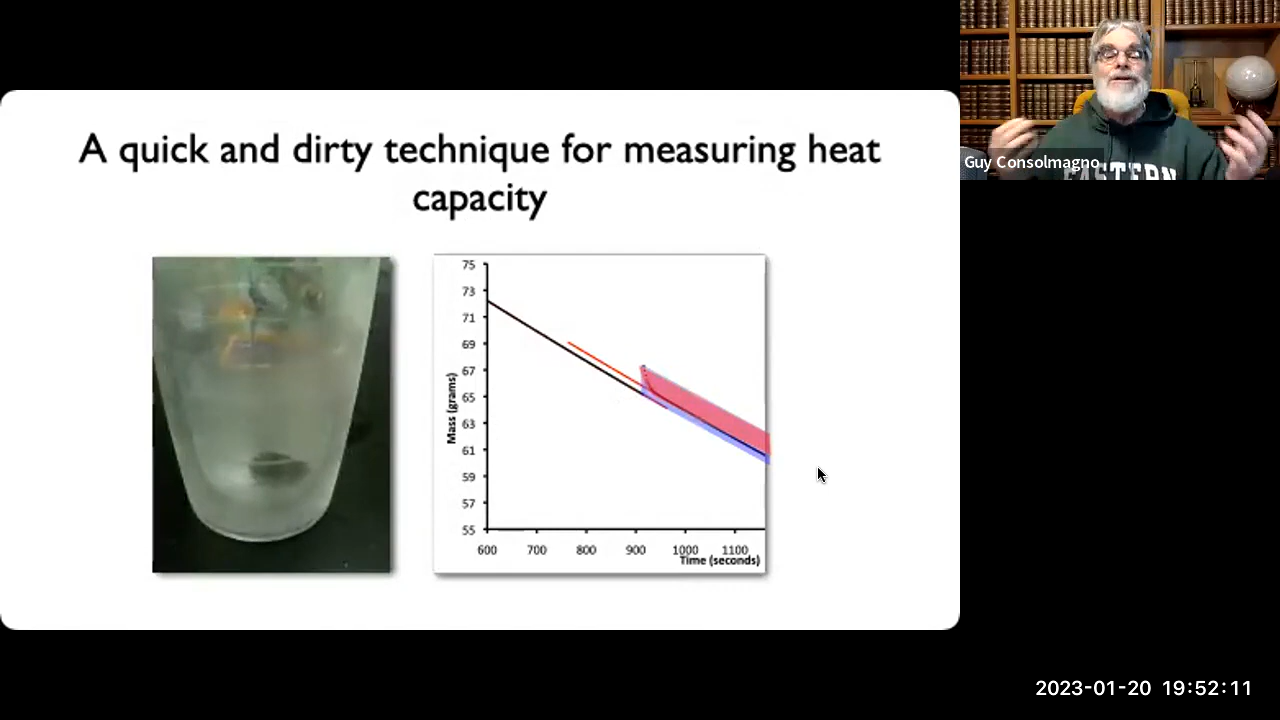 A quick and dirty technique for measuring heat
capacity
Guy Consolmagno
EASTERN
75
73
71
69
67
65
63
61
59
57
55
Mass (grams)
600 700 800 900 1000 1100
Time (seconds)
2023-01-20 19:52:11